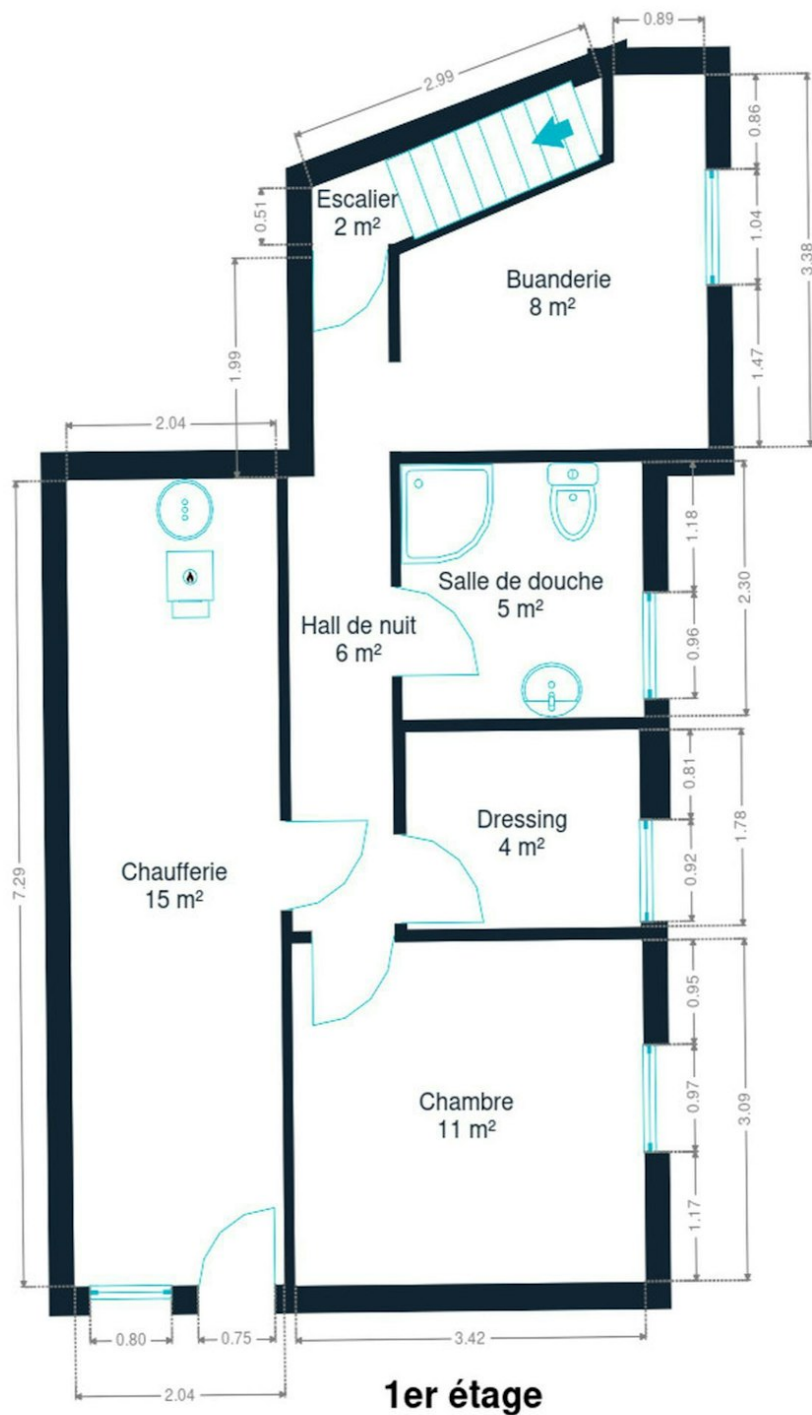 0.89
2.99
0.86
Escalier
2 m²
0.51
1.04
3.38
Buanderie
8 m²
1.99
1.47
2.04
1.18
Salle de douche
5 m²
2.30
Hall de nuit
6 m²
0.96
0.81
Dressing
4 m²
1.78
Chaufferie
15 m²
7.29
0.92
0.95
Chambre
11 m²
0.97
3.09
1.17
0.80
0.75
3.42
2.04
1er étage